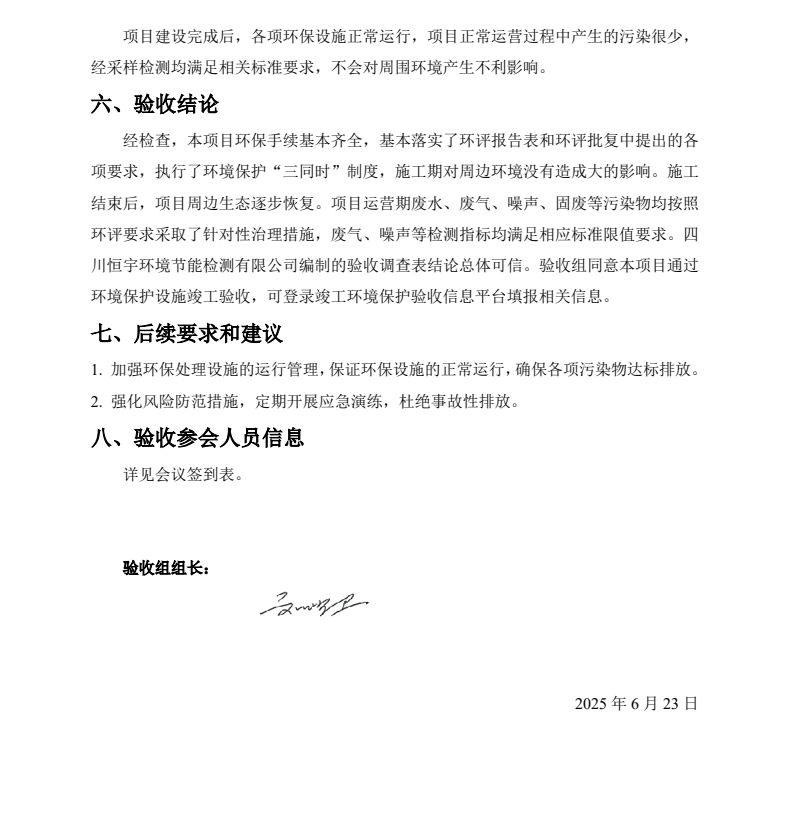 项目建设完成后，各项环保设施正常运行，项目正常运营过程中产生的污染很少，
经采样检测均满足相关标准要求，不会对周围环境产生不利影响。
六、验收结论
经检查，本项目环保手续基本齐全，基本落实了环评报告表和环评批复中提出的各
项要求，执行了环境保护“三同时”制度，施工期对周边环境没有造成大的影响。施工
结束后，项目周边生态逐步恢复。项目运营期废水、废气、噪声、固废等污染物均按照
环评要求采取了针对性治理措施，废气、噪声等检测指标均满足相应标准限值要求。四
川恒宇环境节能检测有限公司编制的验收调查表结论总体可信。验收组同意本项目通过
环境保护设施竣工验收，可登录竣工环境保护验收信息平台填报相关信息。
七、后续要求和建议
1. 加强环保处理设施的运行管理，保证环保设施的正常运行，确保各项污染物达标排放。
2. 强化风险防范措施，定期开展应急演练，杜绝事故性排放。
八、验收参会人员信息
详见会议签到表。
验收组组长：
2025 年 6 月 23 日